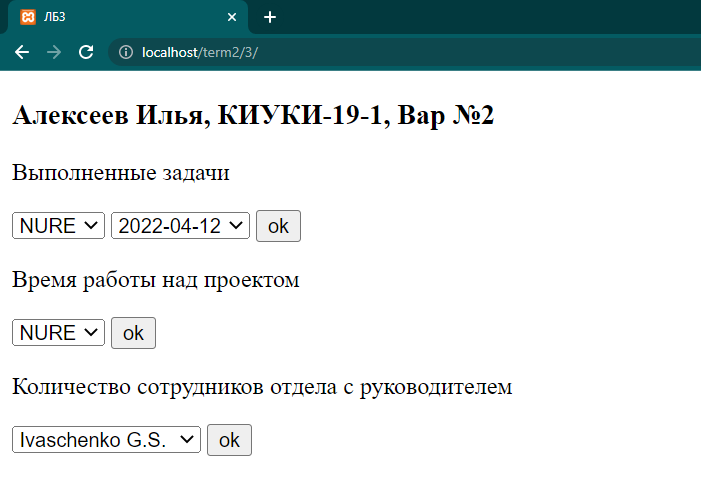 ЛБ3
localhost/term2/3/
Алексеев Илья, КИУКИ-19-1, Вар №2
Выполненные задачи
NURE 2022-04-12 ok
Время работы над проектом
NURE ok
Количество сотрудников отдела с руководителем
Ivaschenko G.S. ok